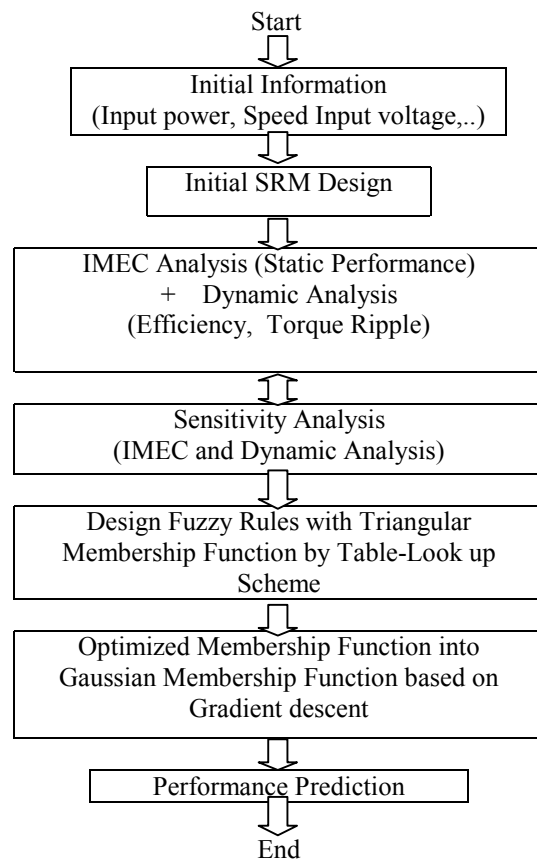 Start
Initial Information
(Input power, Speed Input voltage,..)
Initial SRM Design
IMEC Analysis (Static Performance)
+ Dynamic Analysis
(Efficiency, Torque Ripple)
Sensitivity Analysis
(IMEC and Dynamic Analysis)
Design Fuzzy Rules with Triangular
Membership Function by Table-Look up
Scheme
Optimized Membership Function into
Gaussian Membership Function based on
Gradient descent
Performance Prediction
End